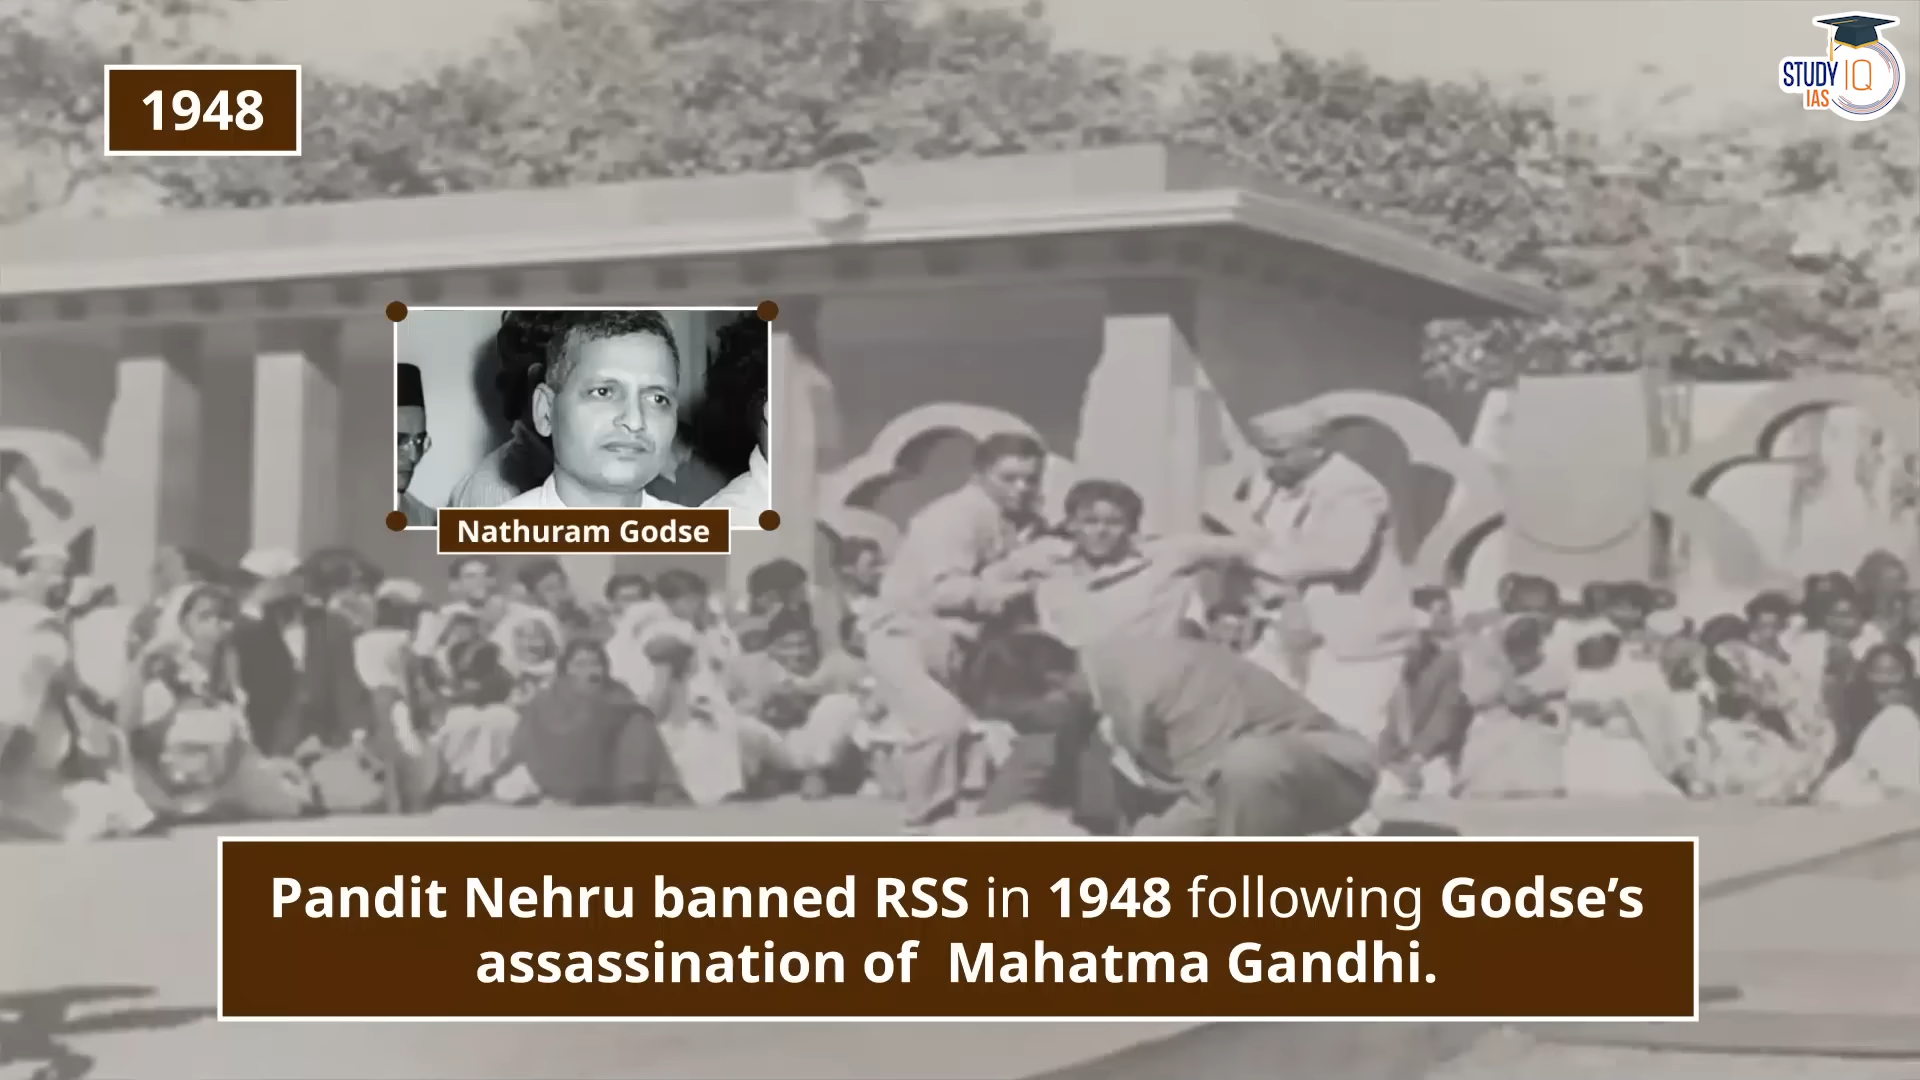 1948
STUDY IQ
IAS
Nathuram Godse
Pandit Nehru banned RSS in 1948 following Godse’s
assassination of  Mahatma Gandhi.